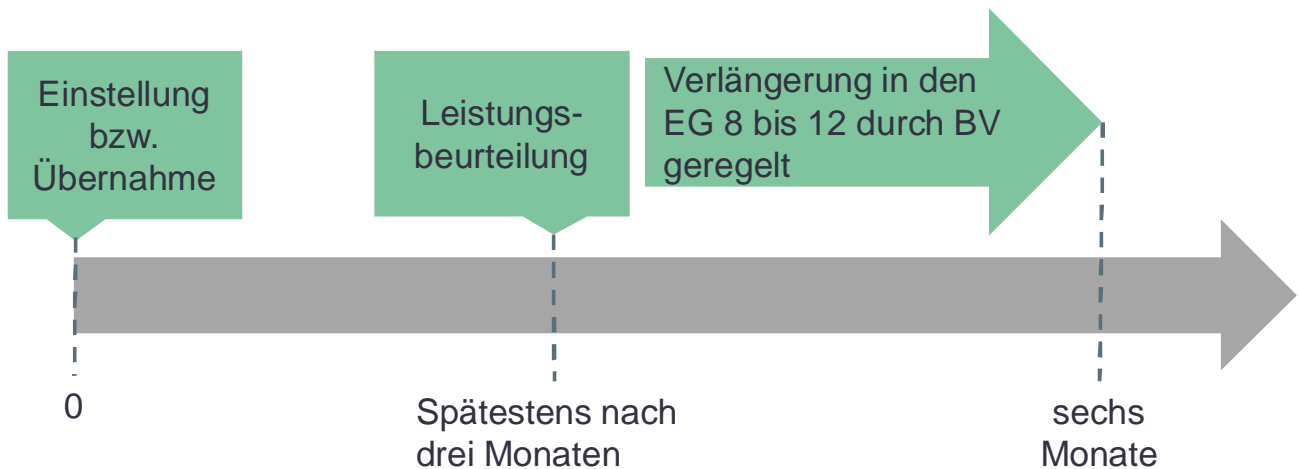 Einstellung
bzw.
Übernahme
Leistungs-
beurteilung
Verlängerung in den
EG 8 bis 12 durch BV
geregelt
0
Spätestens nach
drei Monaten
sechs
Monate